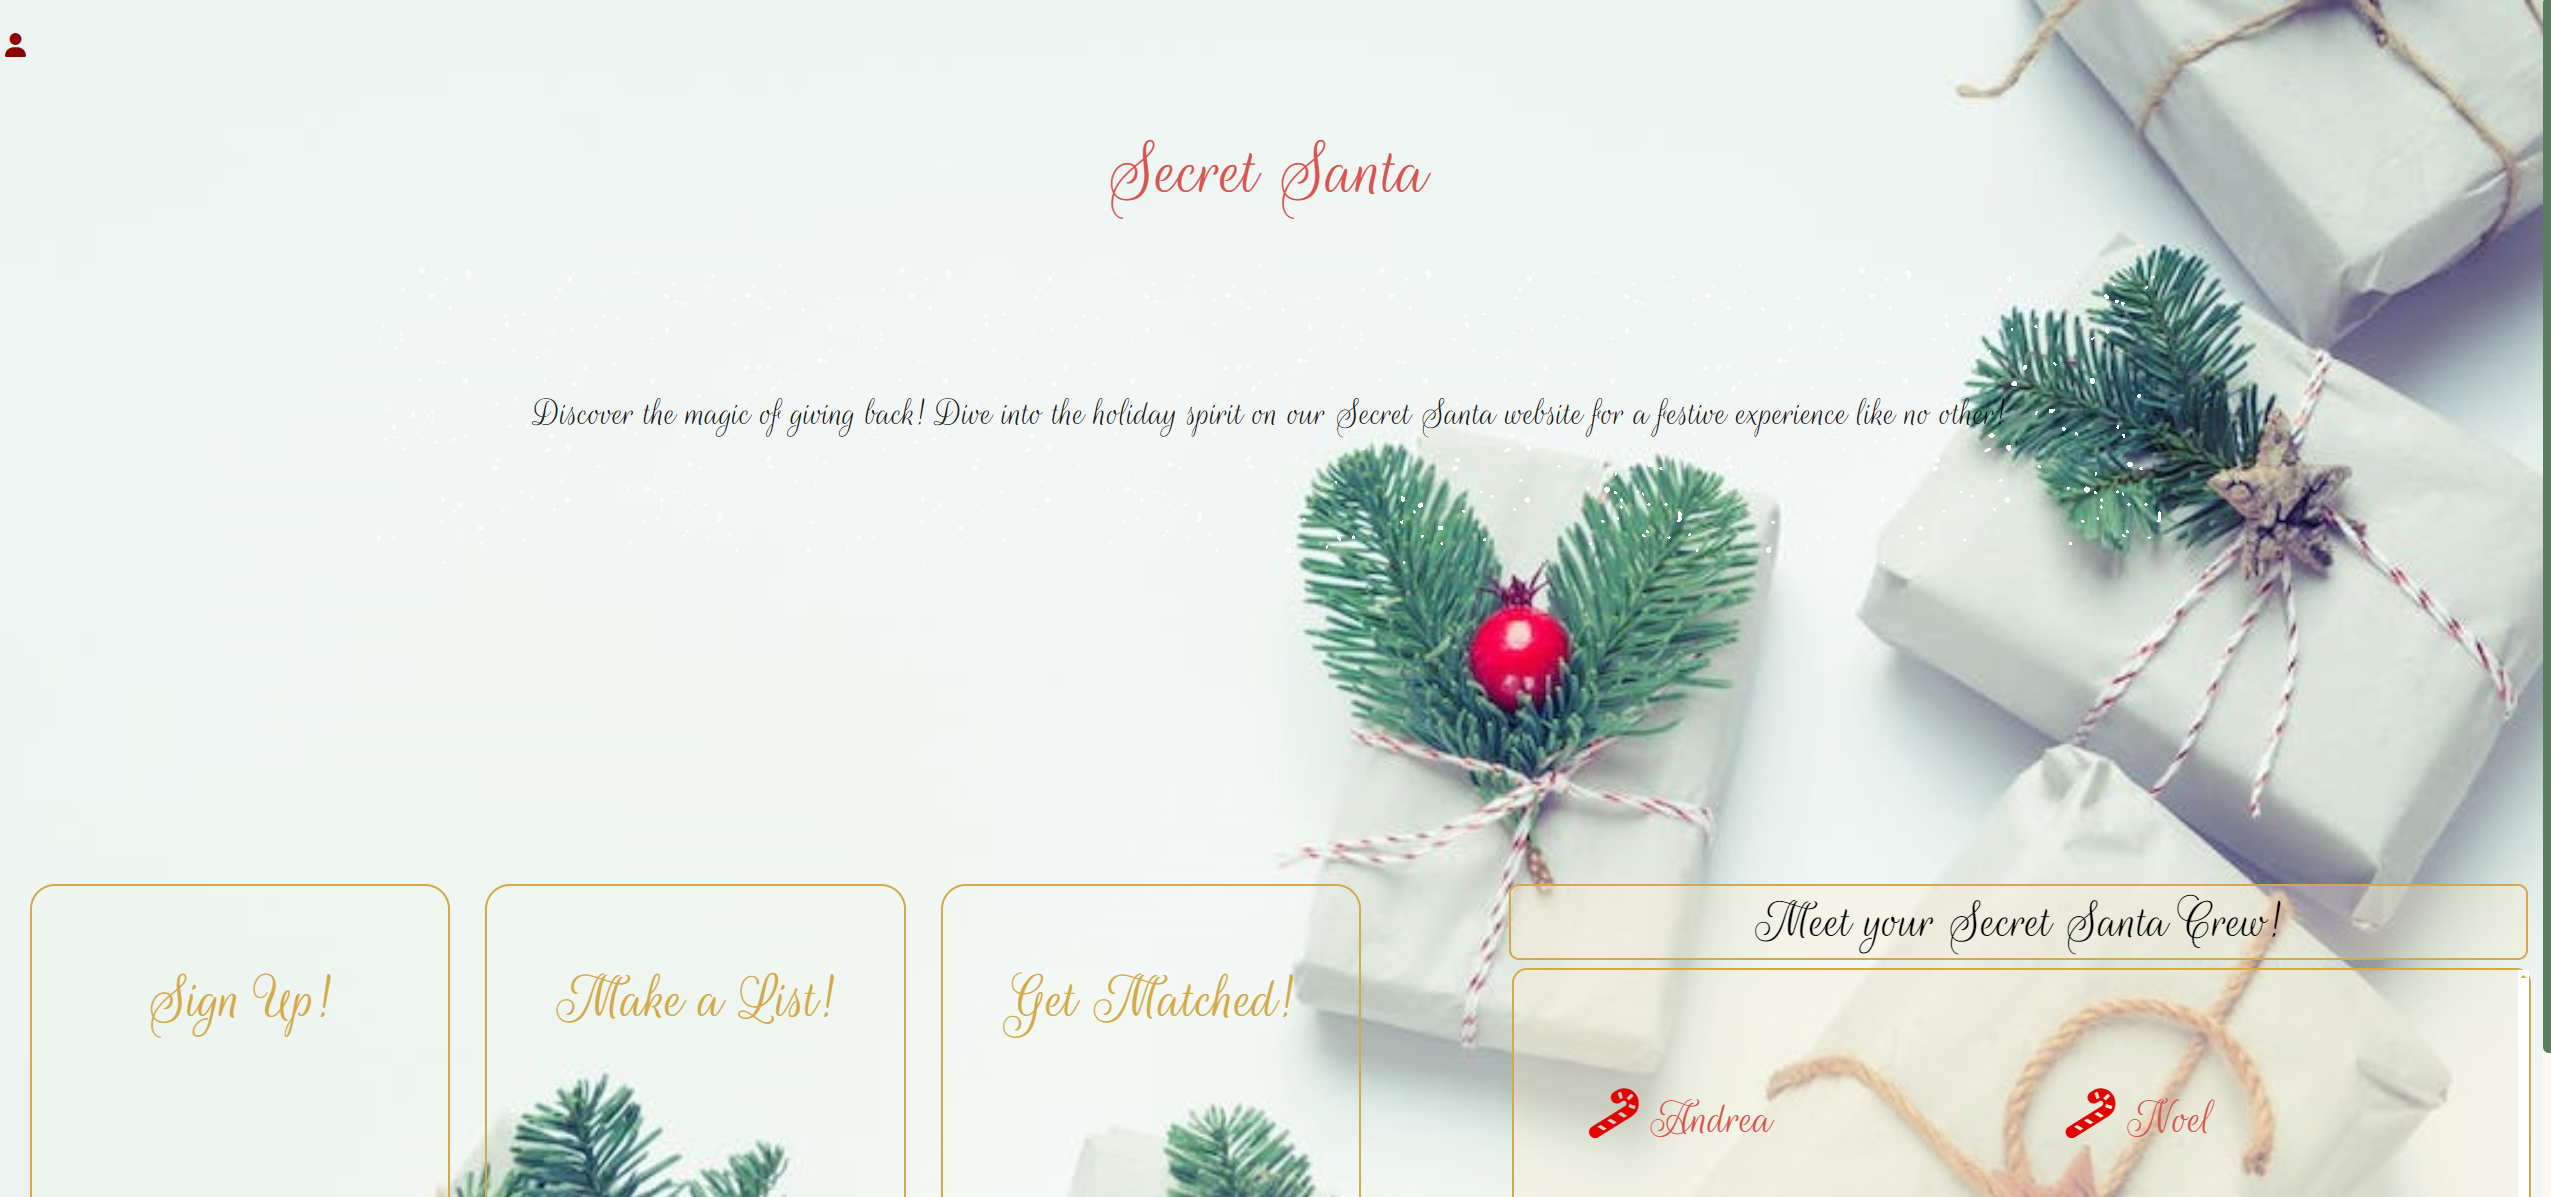 Secret Santa
Discover the magic of giving back! Dive into the holiday spirit on our Secret Santa website for a festive experience like no other!
Sign Up!
Make a List!
Get Matched!
Meet your Secret Santa Crew!
Andrea
Noel